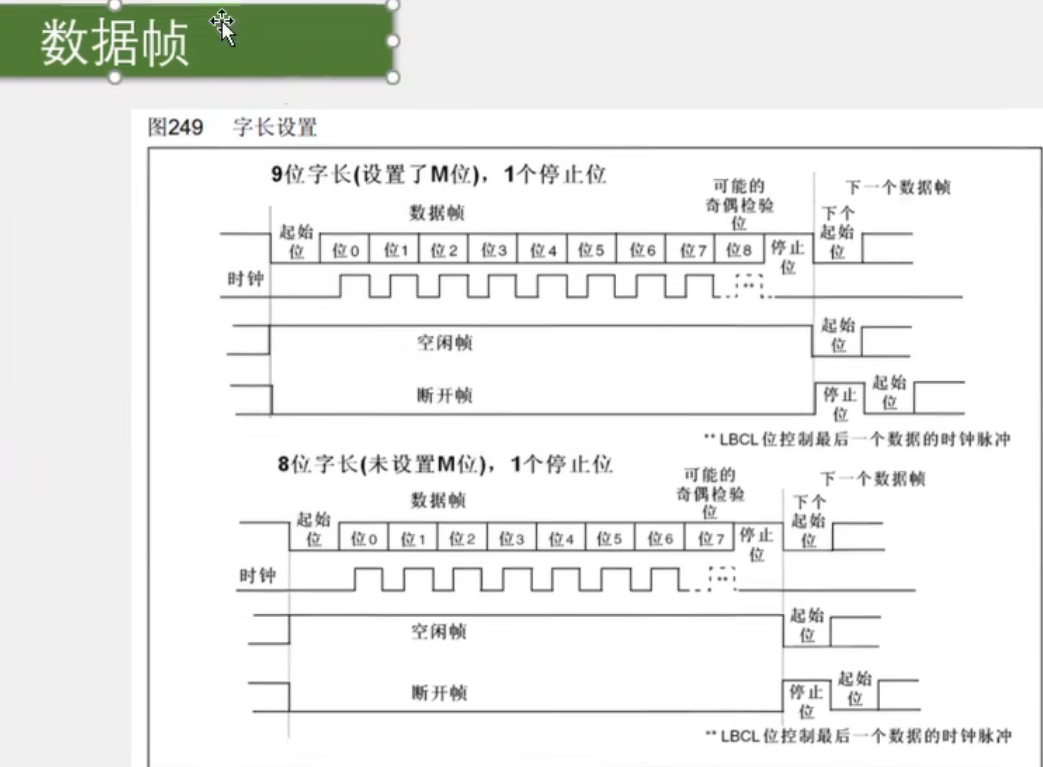 数据帧
图249 字长设置
9位字长(设置了M位)，1个停止位
可能的
奇偶检验
位
下一个数据帧
数据帧
下个
起始
位
起始
位
位0 位1 位2 位3 位4 位5 位6 位7 位8
停止
位
时钟
**
空闲帧
起始
位
断开帧
停止
位
起始
位
** LBCL位控制最后一个数据的时钟脉冲
8位字长(未设置M位)，1个停止位
可能的
奇偶检验
位
下一个数据帧
数据帧
下个
起始
位
起始
位
位0 位1 位2 位3 位4 位5 位6 位7
停止
位
时钟
**
空闲帧
起始
位
断开帧
停止
位
起始
位
** LBCL位控制最后一个数据的时钟脉冲